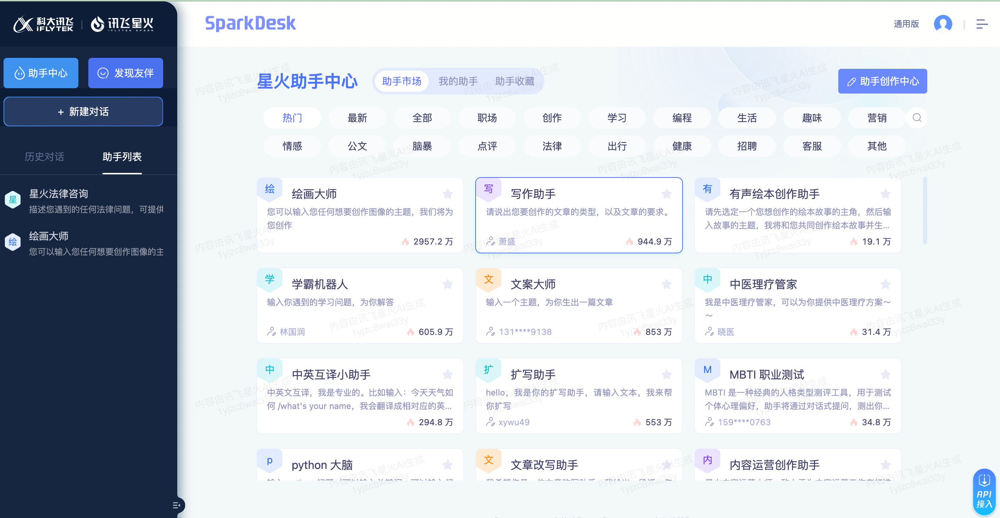 科大讯飞
iFLYTEK
讯飞星火
IFLYTEK SPARK
助手中心
发现友伴
+ 新建对话
历史对话
助手列表
星
星火法律咨询
描述您遇到的任何法律问题，可提供
绘
绘画大师
您可以输入您任何想要创作图像的主
SparkDesk
通用版
星火助手中心
助手市场
我的助手
助手收藏
助手创作中心
热门
最新
全部
职场
创作
学习
编程
生活
趣味
营销
情感
公文
脑暴
点评
法律
出行
健康
招聘
客服
其他
绘
绘画大师
您可以输入您任何想要创作图像的主题，我们将为
您创作
2957.2 万
写
写作助手
请说出您要创作的文章的类型，以及文章的要求。
萧盛
944.9 万
有
有声绘本创作助手
请先选定一个您想创作的绘本故事的主角，然后输
入故事的主题，我将和您共同创作绘本故事并生...
19.1 万
学
学霸机器人
输入你遇到的学习问题，为你解答
林国润
605.9 万
文
文案大师
输入一个主题，为你生出一篇文章
131****9138
853 万
中
中医理疗管家
我是中医理疗管家，可以为你提供中医理疗方案～
～
晓医
31.4 万
中
中英互译小助手
中英文互译，我是专业的。比如输入：今天天气如
何 /what's your name，我会翻译成相对应的英...
294.8 万
扩
扩写助手
hello，我是你的扩写助手，请输入文本，我来帮
你扩写
xywu49
553 万
M
MBTI 职业测试
MBTI 是一种经典的人格类型测评工具，用于测试
个体心理偏好，助手将通过对话式提问，测出你...
159****0763
34.8 万
p
python 大脑
文
文章改写助手
内
内容运营创作助手
API
接入
内容由讯飞星火AI生成
1yjzc8wai33y